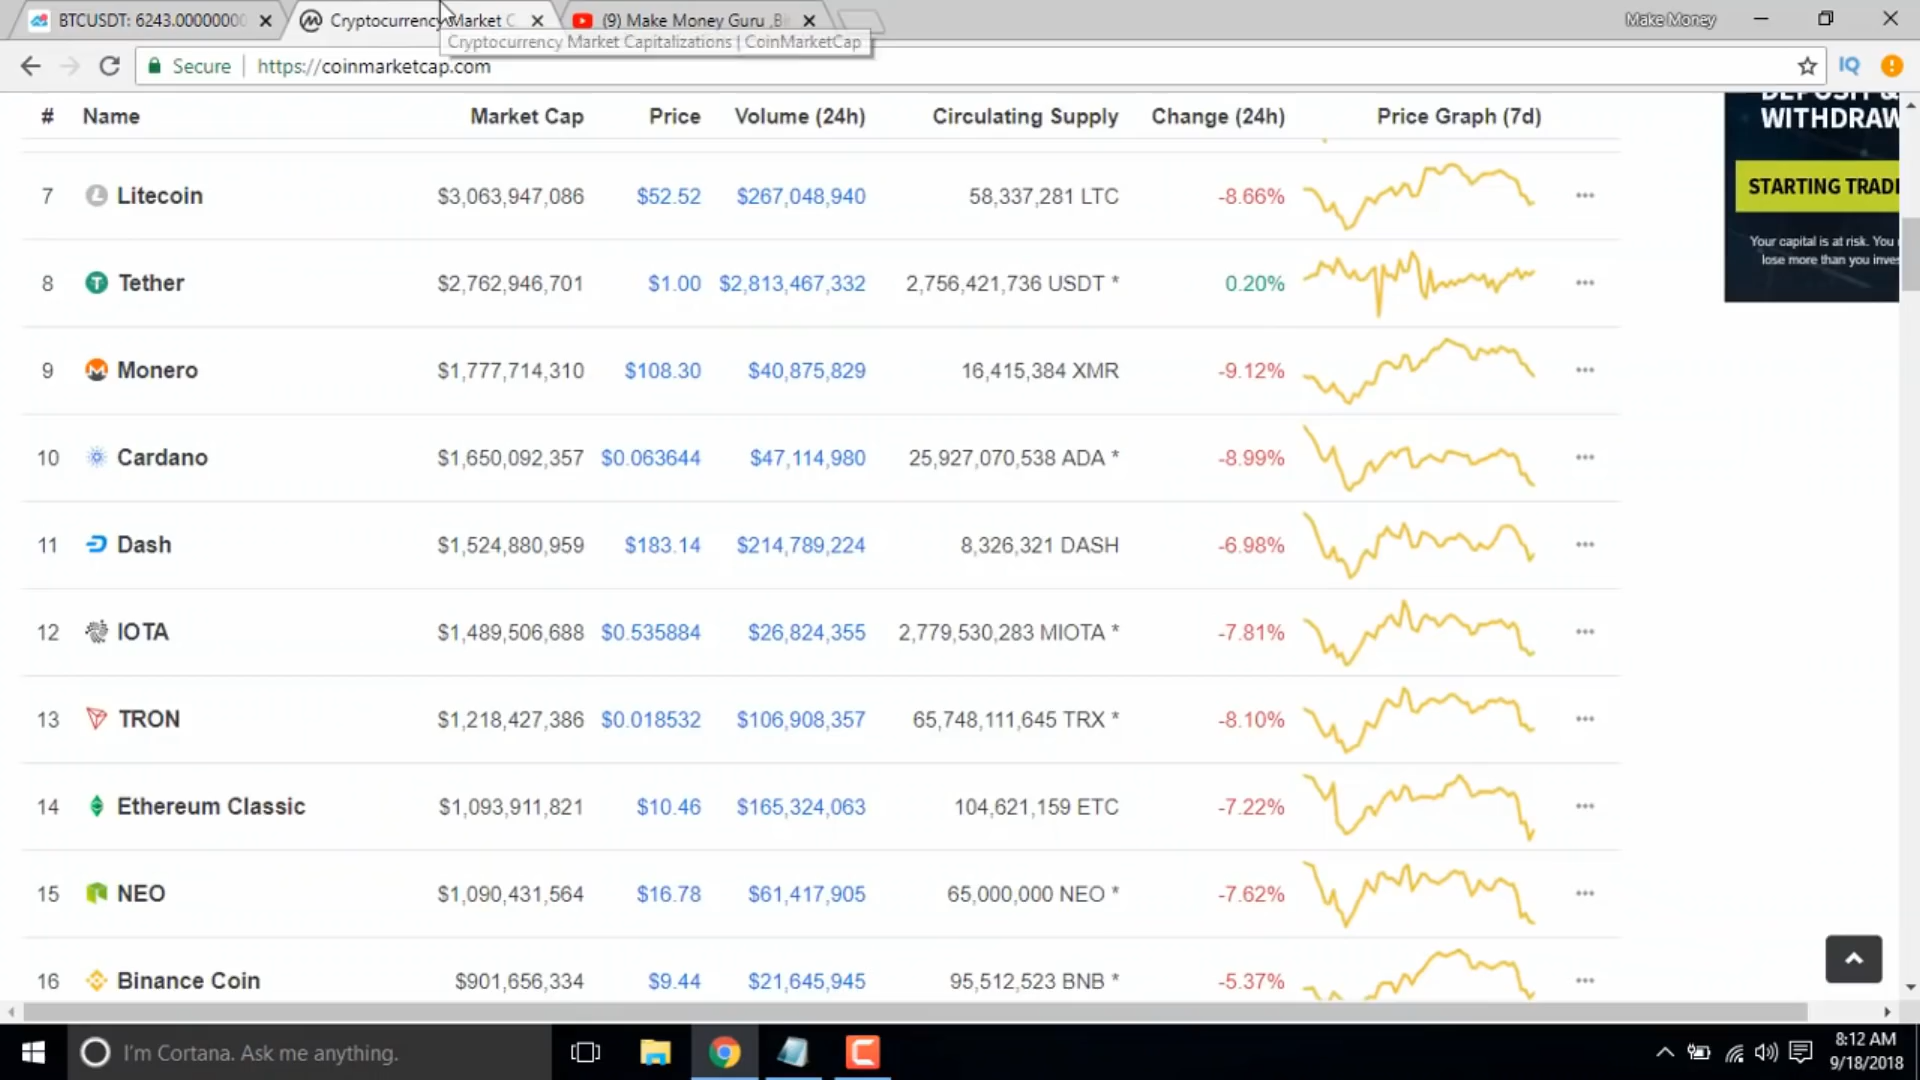 BTCUSDT: 6243.00000000
Cryptocurrency Market C
(9) Make Money Guru ,Bi
Make Money
Cryptocurrency Market Capitalizations | CoinMarketCap
Secure https://coinmarketcap.com
IQ
# Name Market Cap Price Volume (24h) Circulating Supply Change (24h) Price Graph (7d)
DEPOSIT &
WITHDRAW
STARTING TRADI
Your capital is at risk. You
lose more than you inves
7 Litecoin $3,063,947,086 $52.52 $267,048,940 58,337,281 LTC -8.66%
8 Tether $2,762,946,701 $1.00 $2,813,467,332 2,756,421,736 USDT * 0.20%
9 Monero $1,777,714,310 $108.30 $40,875,829 16,415,384 XMR -9.12%
10 Cardano $1,650,092,357 $0.063644 $47,114,980 25,927,070,538 ADA * -8.99%
11 Dash $1,524,880,959 $183.14 $214,789,224 8,326,321 DASH -6.98%
12 IOTA $1,489,506,688 $0.535884 $26,824,355 2,779,530,283 MIOTA * -7.81%
13 TRON $1,218,427,386 $0.018532 $106,908,357 65,748,111,645 TRX * -8.10%
14 Ethereum Classic $1,093,911,821 $10.46 $165,324,063 104,621,159 ETC -7.22%
15 NEO $1,090,431,564 $16.78 $61,417,905 65,000,000 NEO * -7.62%
16 Binance Coin $901,656,334 $9.44 $21,645,945 95,512,523 BNB * -5.37%
I'm Cortana. Ask me anything.
8:12 AM
9/18/2018